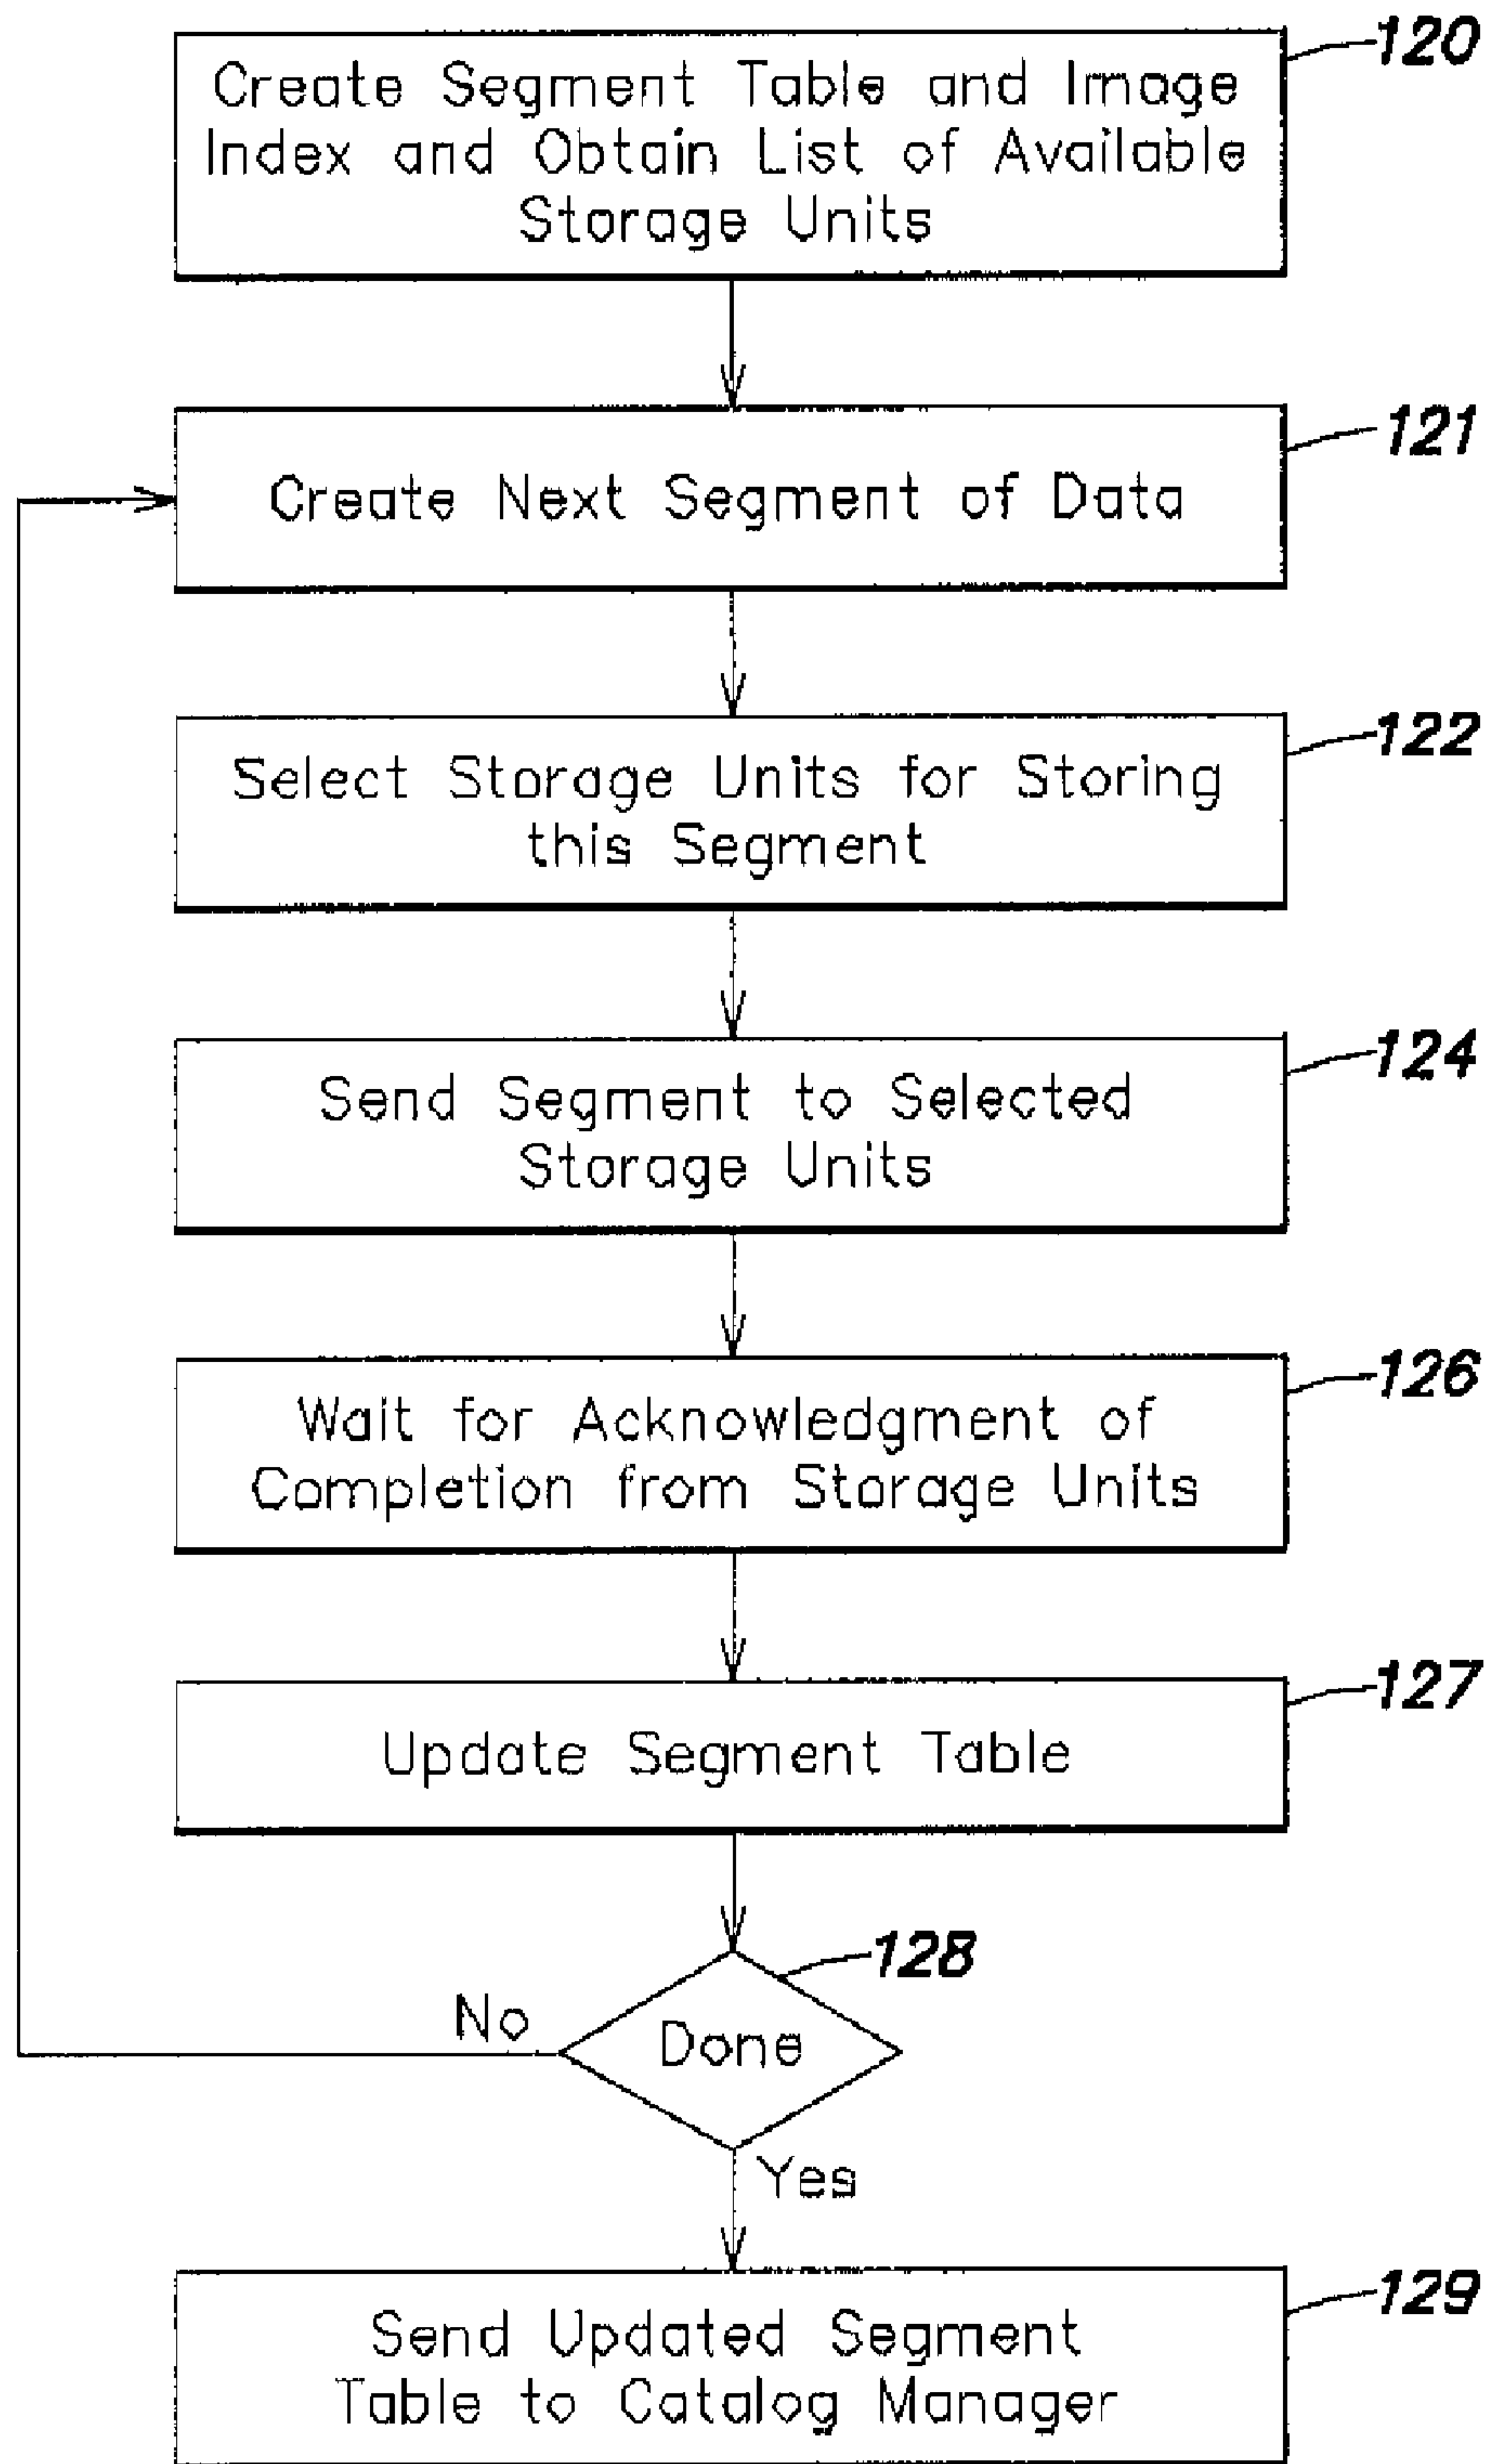 120
Create Segment Table and Image
Index and Obtain List of Available
Storage Units
121
Create Next Segment of Data
122
Select Storage Units for Storing
this Segment
124
Send Segment to Selected
Storage Units
126
Wait for Acknowledgment of
Completion from Storage Units
127
Update Segment Table
128
No
Done
Yes
129
Send Updated Segment
Table to Catalog Manager